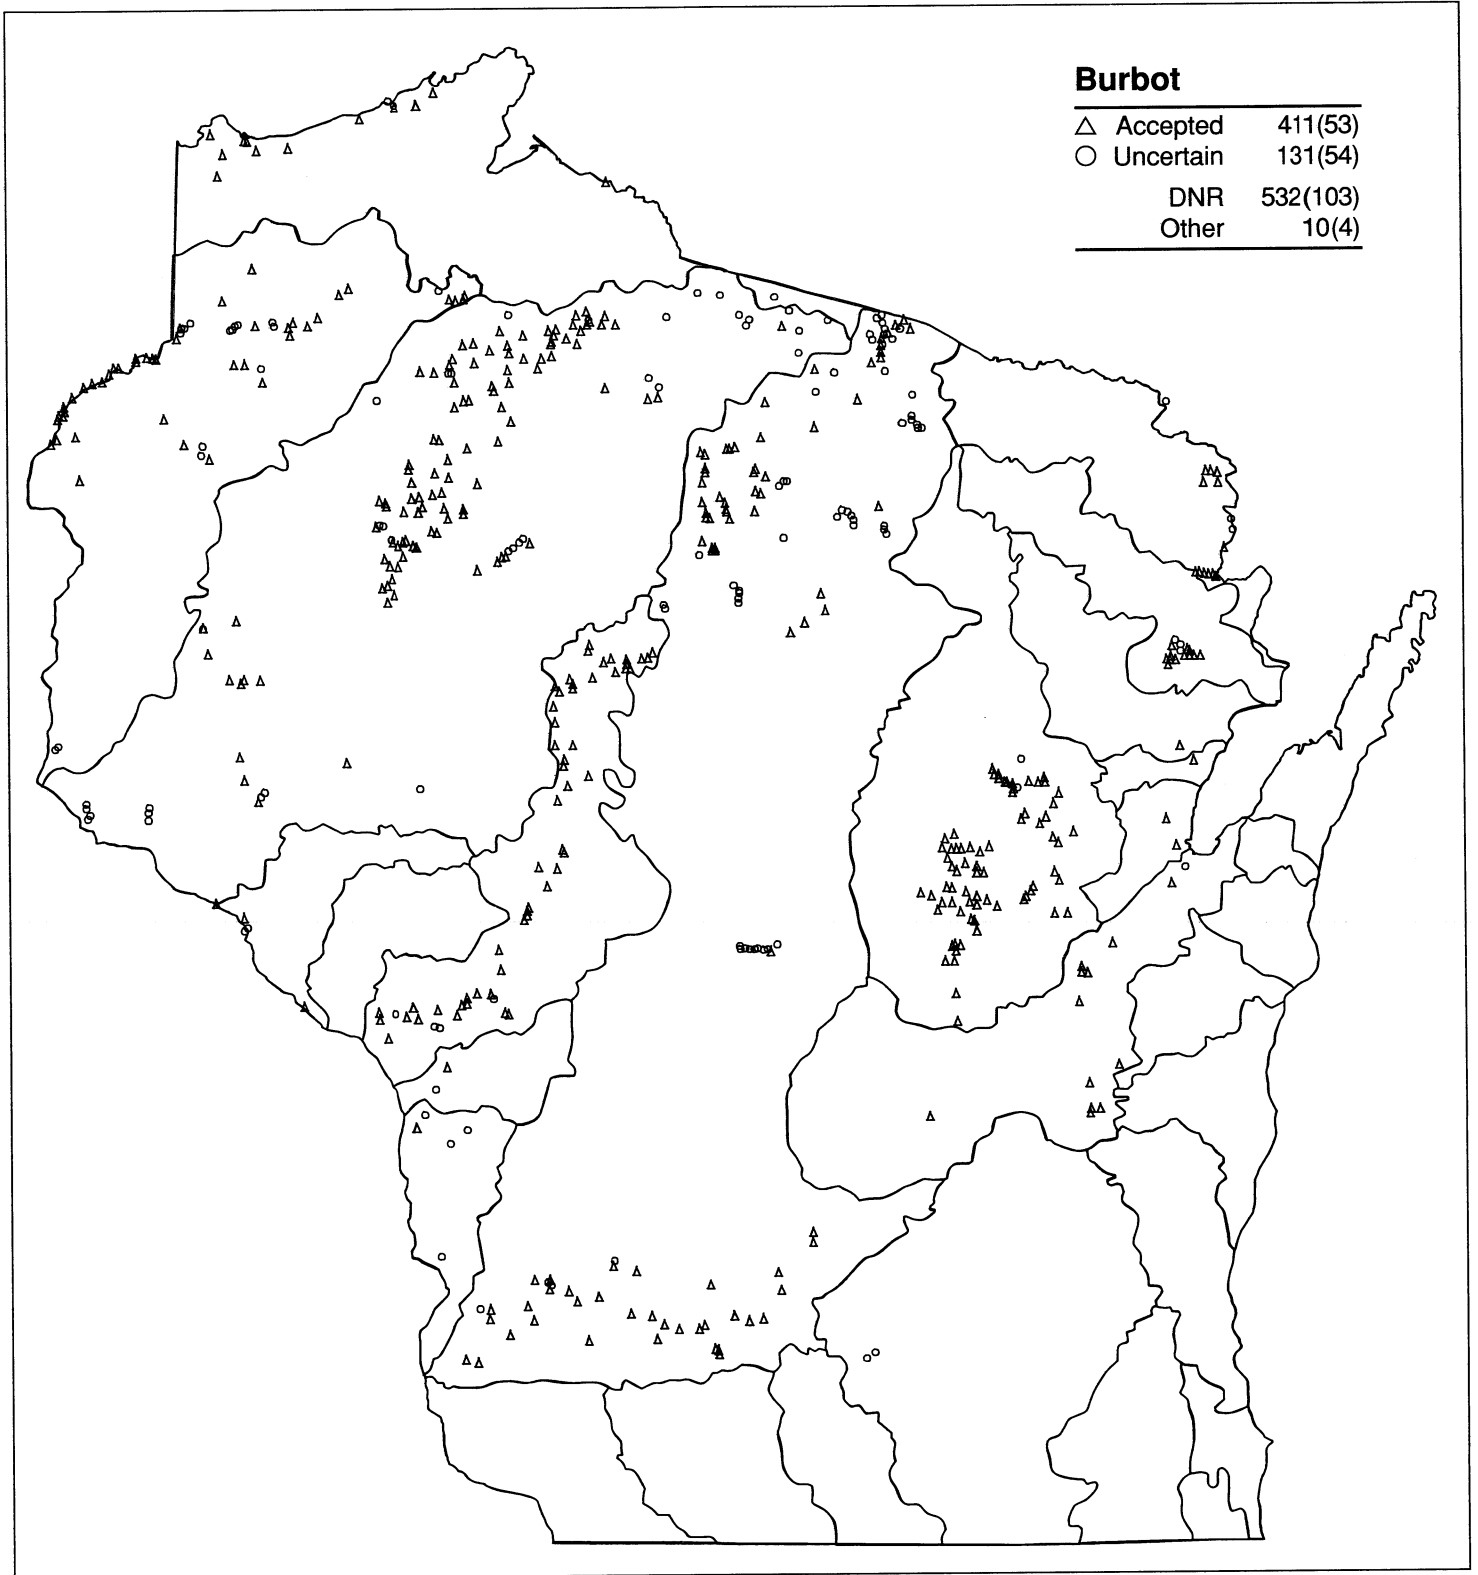 Burbot
△ Accepted 411(53)
○ Uncertain 131(54)
DNR 532(103)
Other 10(4)